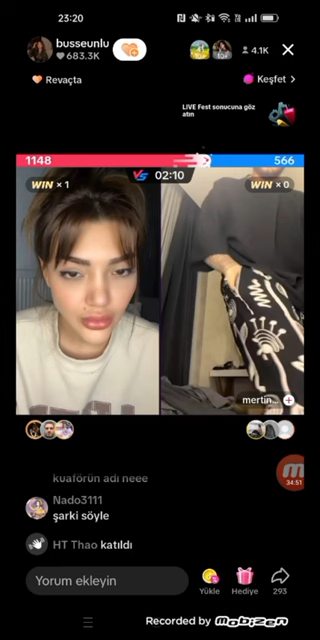 23:20
busseunlu
683.3K
4.1K
Revaçta
Keşfet
LIVE Fest sonucuna göz
atın
1148
566
WIN × 1
VS 02:10
WIN × 0
mertin...
kuaförün adı neee
Nado3111
şarki söyle
HT Thao katıldı
34:51
Yorum ekleyin
Yükle
Hediye
293
Recorded by Mobizen